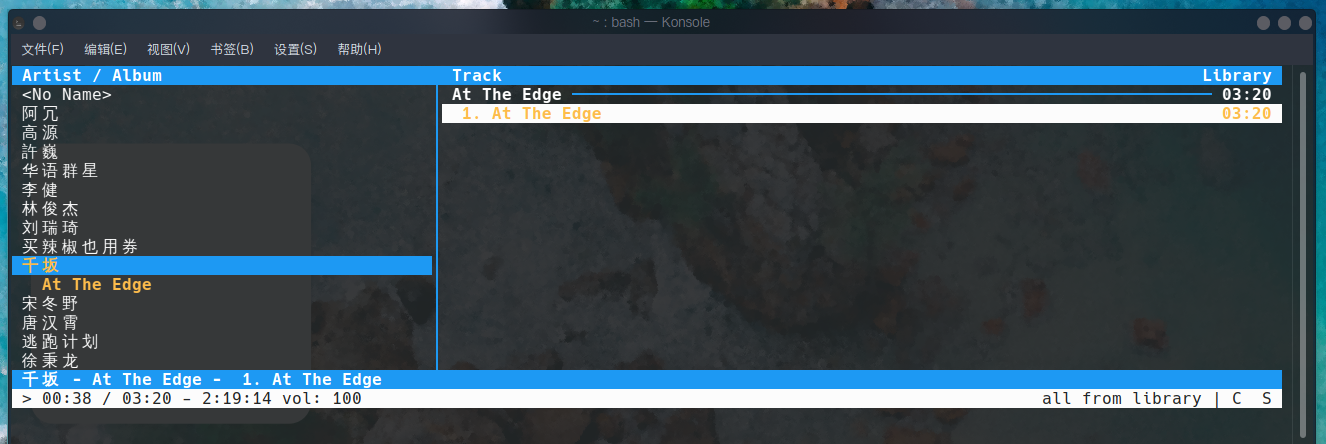 ~ : bash — Konsole
文件(F) 编辑(E) 视图(V) 书签(B) 设置(S) 帮助(H)
Artist / Album Track Library
<No Name> At The Edge 03:20
阿冗 1. At The Edge 03:20
高源
許巍
华语群星
李健
林俊杰
刘瑞琦
买辣椒也用券
千坂
At The Edge
宋冬野
唐汉霄
逃跑计划
徐秉龙
千坂 - At The Edge - 1. At The Edge
> 00:38 / 03:20 - 2:19:14 vol: 100 all from library | C S